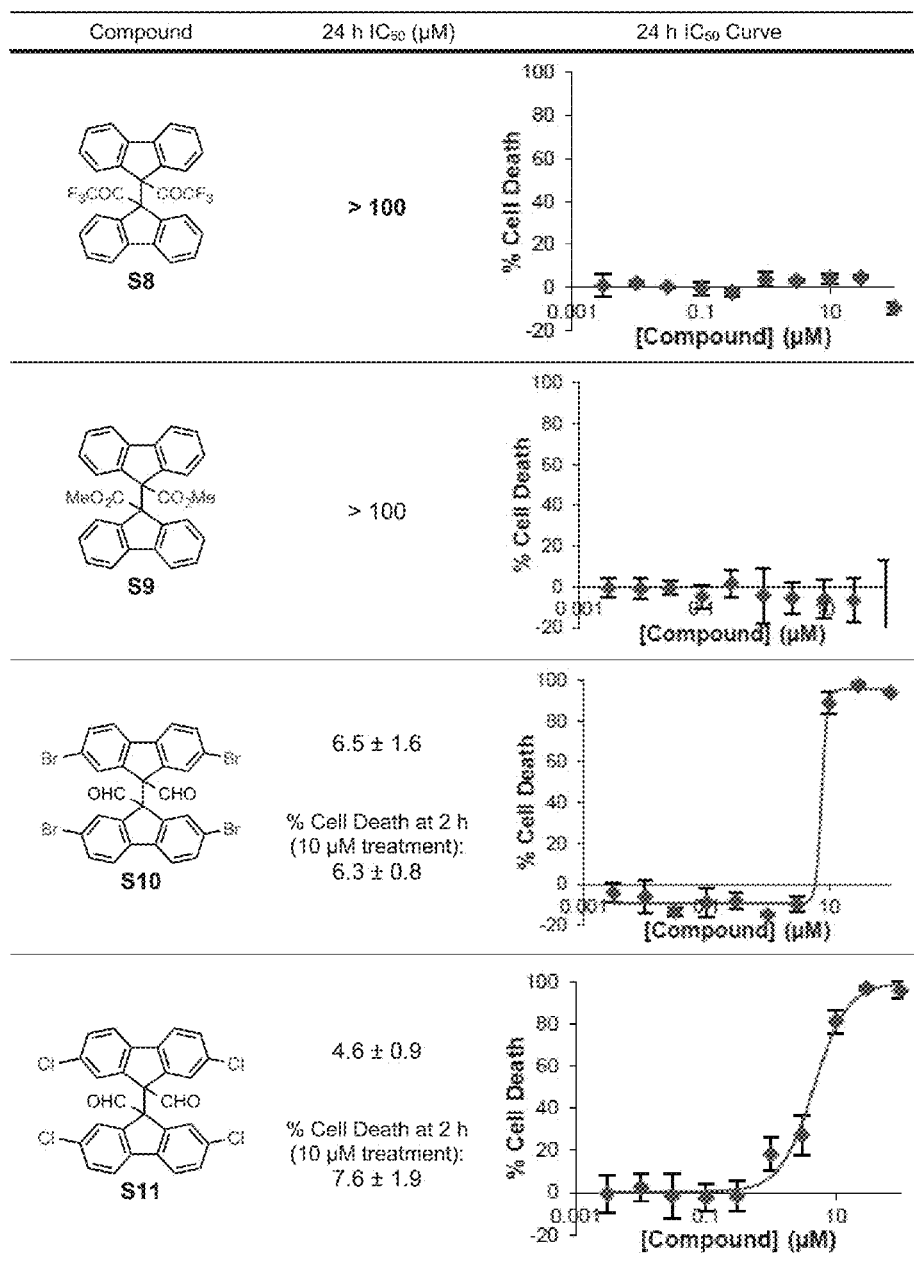 Compound 24 h IC₅₀ (µM) 24 h IC₅₀ Curve
F₃COC COCF₃
S8
> 100
100
80
60
40
20
0
-20
% Cell Death
0.001 0.1 10
[Compound] (µM)
MeO₂C CO₂Me
S9
> 100
100
80
60
40
20
0
-20
% Cell Death
0.001
[Compound] (µM)
Br Br
OHC CHO
Br Br
S10
6.5 ± 1.6
% Cell Death at 2 h
(10 µM treatment):
6.3 ± 0.8
100
80
60
40
20
0
-20
% Cell Death
0.001 10
[Compound] (µM)
Cl Cl
OHC CHO
Cl Cl
S11
4.6 ± 0.9
% Cell Death at 2 h
(10 µM treatment):
7.6 ± 1.9
100
80
60
40
20
0
-20
% Cell Death
0.001 0.1 10
[Compound] (µM)